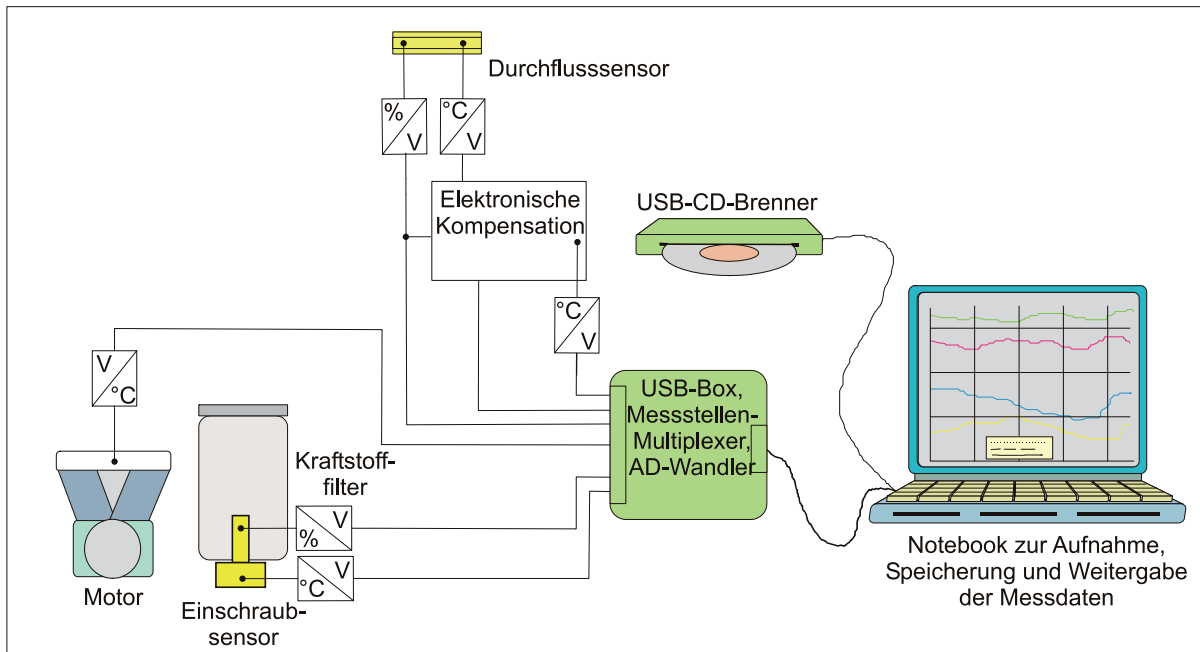 Durchflusssensor
%
V
°C
V
Elektronische
Kompensation
USB-CD-Brenner
°C
V
V
°C
USB-Box,
Messstellen-
Multiplexer,
AD-Wandler
Kraftstoff-
filter
V
%
V
°C
Motor
Einschraub-
sensor
Notebook zur Aufnahme,
Speicherung und Weitergabe
der Messdaten